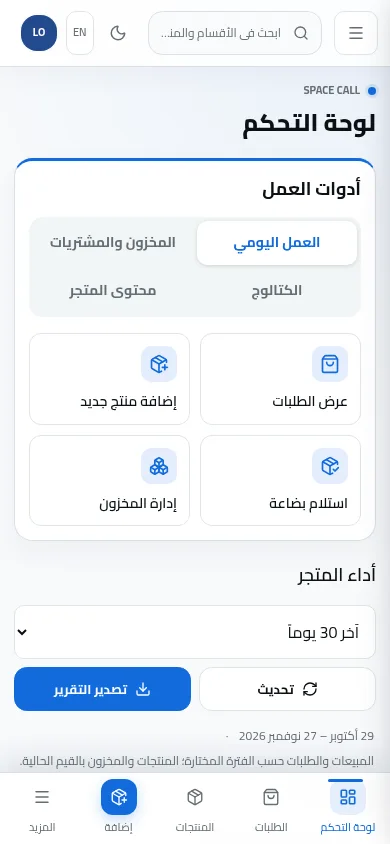 ابحث في الأقسام والمنـ...
EN
LO
SPACE CALL
لوحة التحكم
أدوات العمل
العمل اليومي
المخزون والمشتريات
الكتالوج
محتوى المتجر
عرض الطلبات
إضافة منتج جديد
استلام بضاعة
إدارة المخزون
أداء المتجر
آخر 30 يوماً
تحديث
تصدير التقرير
29 أكتوبر – 27 نوفمبر 2026 ·
المبيعات والطلبات حسب الفترة المختارة؛ المنتجات والمخزون بالقيم الحالية.
لوحة التحكم
الطلبات
المنتجات
إضافة
المزيد